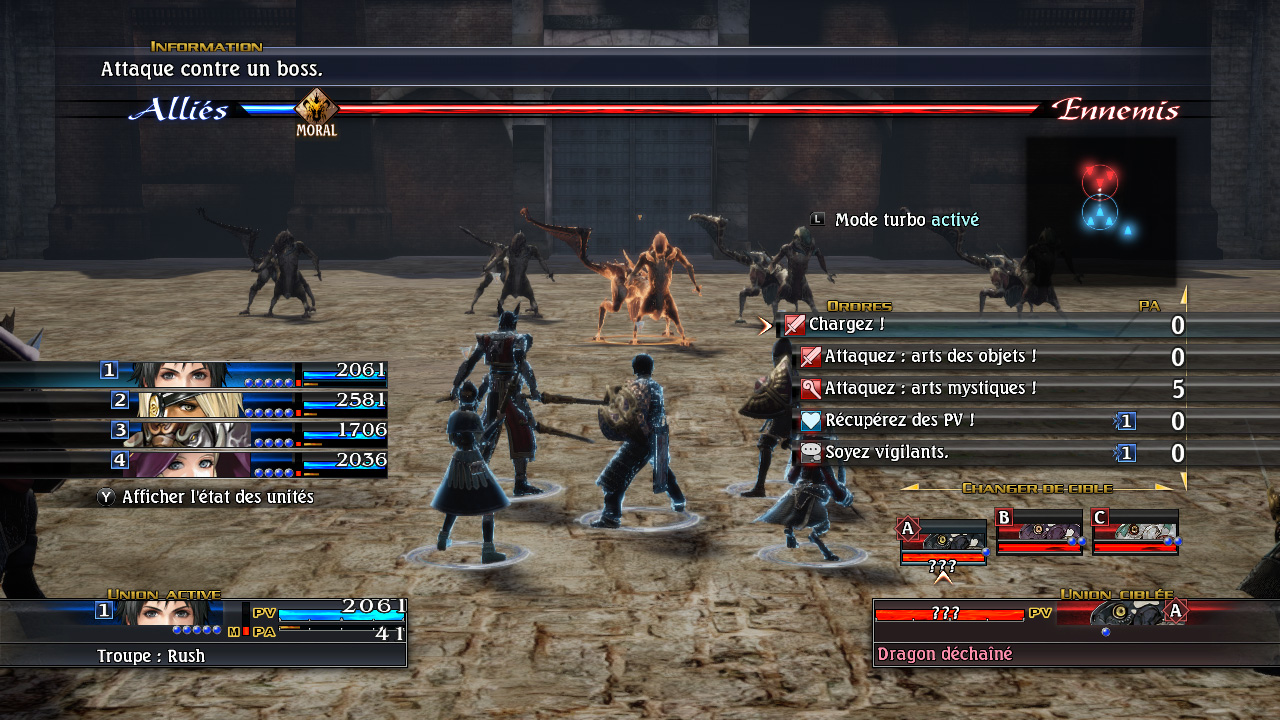 INFORMATION
Attaque contre un boss.
Alliés
Ennemis
MORAL
L Mode turbo activé
ORDRES PA
Chargez ! 0
Attaquez : arts des objets ! 0
Attaquez : arts mystiques ! 5
Récupérez des PV ! 1 0
Soyez vigilants. 1 0
1 2061
2 2581
3 1706
4 2036
Y Afficher l'état des unités
CHANGER DE CIBLE
A B C
???
UNION ACTIVE
1 PV 2061
M PA 41
Troupe : Rush
UNION CIBLÉE
??? PV A
Dragon déchaîné